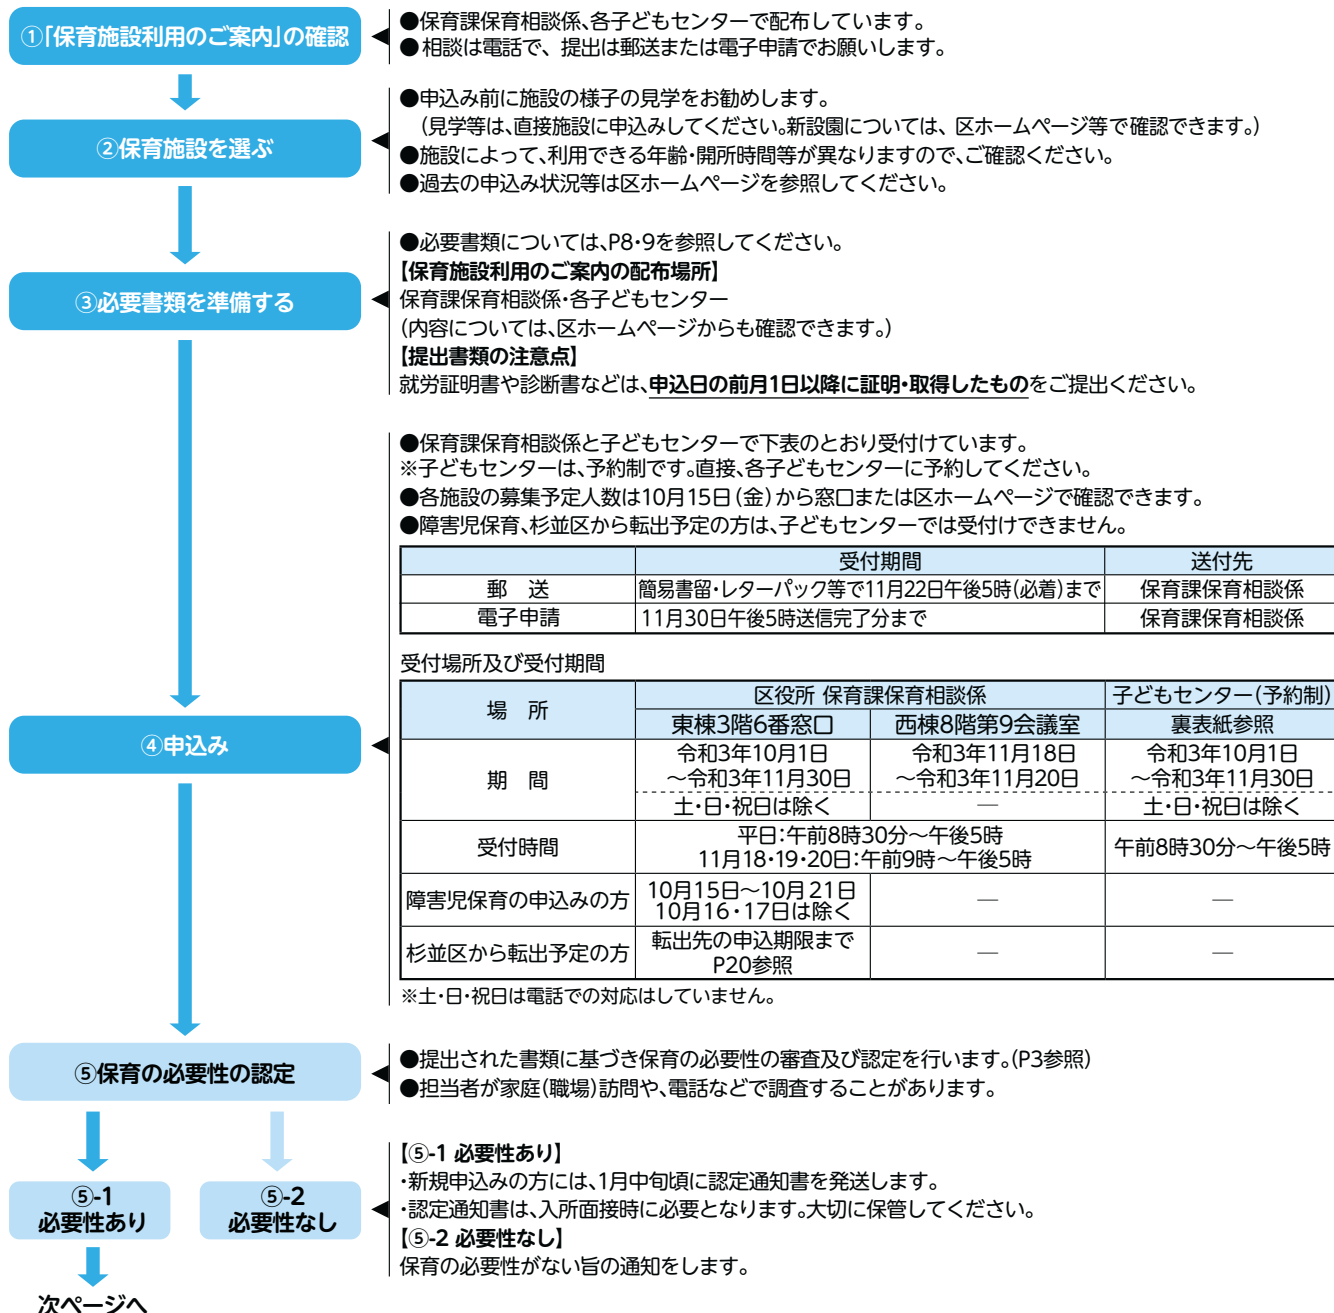 ①「保育施設利用のご案内」の確認
●保育課保育相談係、各子どもセンターで配布しています。
●相談は電話で、提出は郵送または電子申請でお願いします。
②保育施設を選ぶ
●申込み前に施設の様子の見学をお勧めします。
(見学等は、直接施設に申込みしてください。新設園については、区ホームページ等で確認できます。)
●施設によって、利用できる年齢・開所時間等が異なりますので、ご確認ください。
●過去の申込み状況等は区ホームページを参照してください。
③必要書類を準備する
●必要書類については、P8・9を参照してください。
【保育施設利用のご案内の配布場所】
保育課保育相談係・各子どもセンター
(内容については、区ホームページからも確認できます。)
【提出書類の注意点】
就労証明書や診断書などは、申込日の前月1日以降に証明・取得したものをご提出ください。
④申込み
●保育課保育相談係と子どもセンターで下表のとおり受付けています。
※子どもセンターは、予約制です。直接、各子どもセンターに予約してください。
●各施設の募集予定人数は10月15日(金)から窓口または区ホームページで確認できます。
●障害児保育、杉並区から転出予定の方は、子どもセンターでは受付けできません。
受付期間 送付先
郵 送 簡易書留・レターパック等で11月22日午後5時(必着)まで 保育課保育相談係
電子申請 11月30日午後5時送信完了分まで 保育課保育相談係
受付場所及び受付期間
場 所 区役所 保育課保育相談係 子どもセンター(予約制)
東棟3階6番窓口 西棟8階第9会議室 裏表紙参照
期 間 令和3年10月1日 令和3年11月18日 令和3年10月1日
～令和3年11月30日 ～令和3年11月20日 ～令和3年11月30日
土・日・祝日は除く ― 土・日・祝日は除く
受付時間 平日:午前8時30分～午後5時 午前8時30分～午後5時
11月18・19・20日:午前9時～午後5時
障害児保育の申込みの方 10月15日～10月21日 ― ―
10月16・17日は除く
杉並区から転出予定の方 転出先の申込期限まで ― ―
P20参照
※土・日・祝日は電話での対応はしていません。
⑤保育の必要性の認定
●提出された書類に基づき保育の必要性の審査及び認定を行います。(P3参照)
●担当者が家庭(職場)訪問や、電話などで調査することがあります。
⑤-1
必要性あり
⑤-2
必要性なし
【⑤-1 必要性あり】
・新規申込みの方には、1月中旬頃に認定通知書を発送します。
・認定通知書は、入所面接時に必要となります。大切に保管してください。
【⑤-2 必要性なし】
保育の必要性がない旨の通知をします。
次ページへ